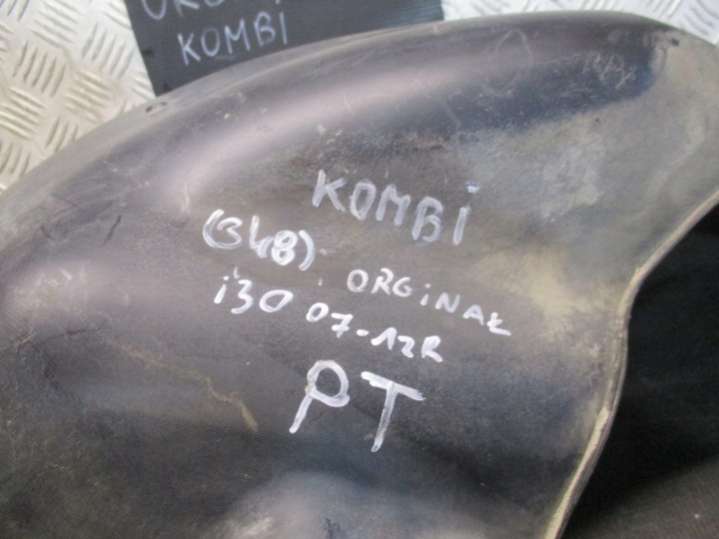 KOMBI
KOMBi
(348) ORGiNAŁ
i30 07-12R
PT